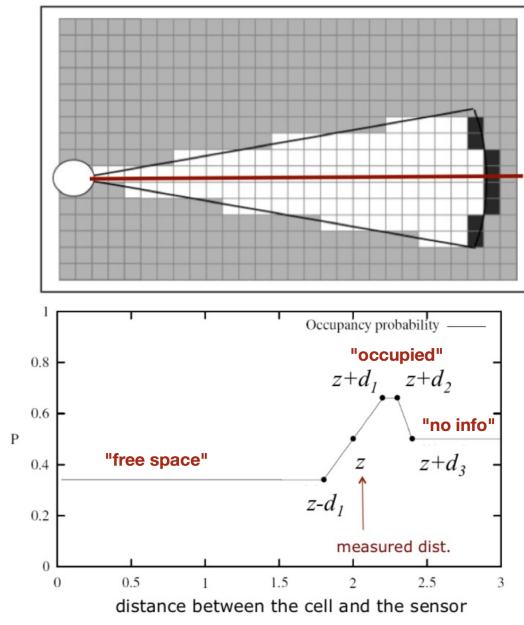 1
Occupancy probability
"occupied"
0.8
z+d1 z+d2
0.6
"no info"
P
"free space"
z
z+d3
0.4
z-d1
0.2
measured dist.
0
0 0.5 1 1.5 2 2.5 3
distance between the cell and the sensor